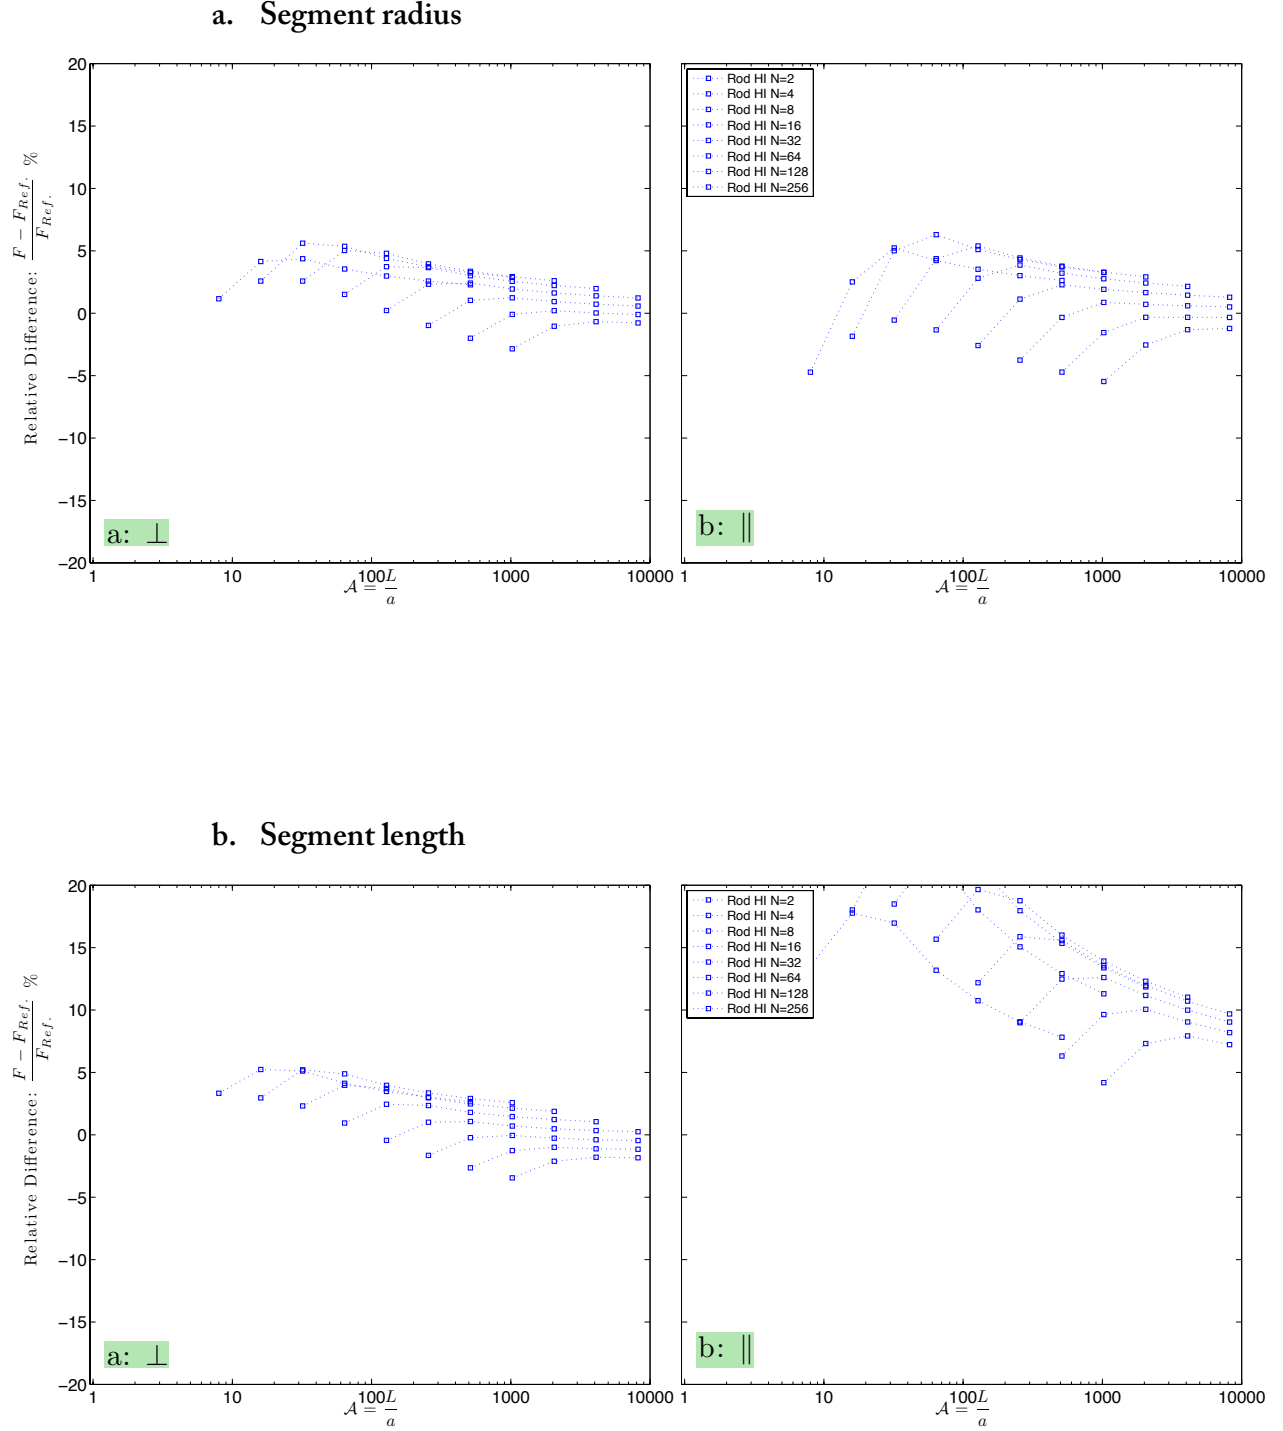 a. Segment radius
20
15
10
5
0
−5
−10
−15
−20
1
10
100
1000
10000
Relative Difference: F − F_Ref. / F_Ref. %
𝒜 = L/a
a: ⊥
Rod HI N=2
Rod HI N=4
Rod HI N=8
Rod HI N=16
Rod HI N=32
Rod HI N=64
Rod HI N=128
Rod HI N=256
b: ∥
1
10
100
1000
10000
𝒜 = L/a
b. Segment length
20
15
10
5
0
−5
−10
−15
−20
1
10
100
1000
10000
Relative Difference: F − F_Ref. / F_Ref. %
𝒜 = L/a
a: ⊥
Rod HI N=2
Rod HI N=4
Rod HI N=8
Rod HI N=16
Rod HI N=32
Rod HI N=64
Rod HI N=128
Rod HI N=256
b: ∥
1
10
100
1000
10000
𝒜 = L/a